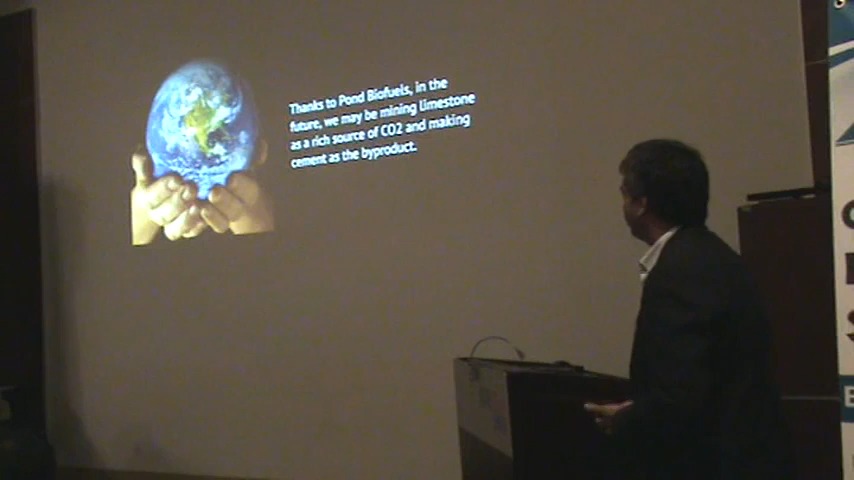 Thanks to Pond Biofuels, in the
future, we may be mining limestone
as a rich source of CO2 and making
cement as the byproduct.